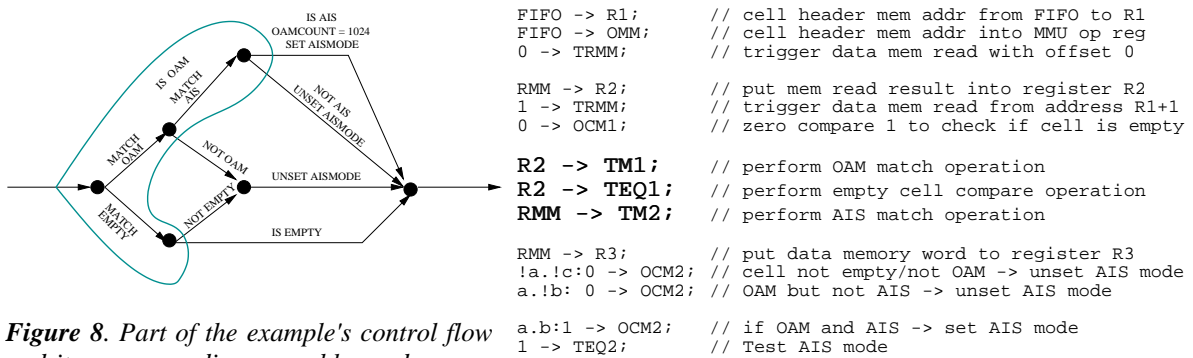 IS AIS
OAMCOUNT = 1024
SET AISMODE
IS OAM
MATCH
AIS
NOT AIS
UNSET AISMODE
MATCH
OAM
NOT OAM
UNSET AISMODE
NOT EMPTY
MATCH
EMPTY
IS EMPTY
Figure 8. Part of the example's control flow
FIFO -> R1; // cell header mem addr from FIFO to R1
FIFO -> OMM; // cell header mem addr into MMU op reg
0 -> TRMM; // trigger data mem read with offset 0
RMM -> R2; // put mem read result into register R2
1 -> TRMM; // trigger data mem read from address R1+1
0 -> OCM1; // zero compare 1 to check if cell is empty
R2 -> TM1; // perform OAM match operation
R2 -> TEQ1; // perform empty cell compare operation
RMM -> TM2; // perform AIS match operation
RMM -> R3; // put data memory word to register R3
!a.!c:0 -> OCM2; // cell not empty/not OAM -> unset AIS mode
a.!b: 0 -> OCM2; // OAM but not AIS -> unset AIS mode
a.b:1 -> OCM2; // if OAM and AIS -> set AIS mode
1 -> TEQ2; // Test AIS mode